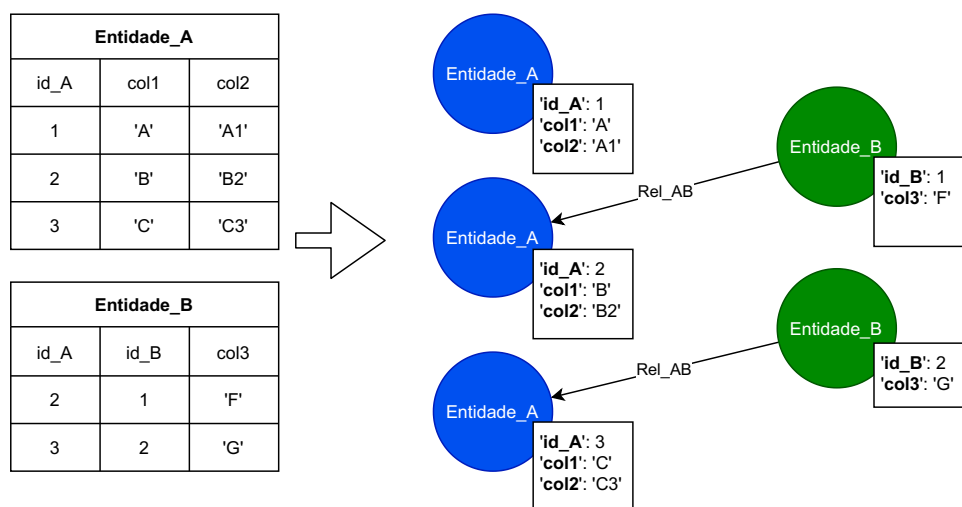 Entidade_A
id_A col1 col2
1 'A' 'A1'
2 'B' 'B2'
3 'C' 'C3'
Entidade_B
id_A id_B col3
2 1 'F'
3 2 'G'
Entidade_A
'id_A': 1
'col1': 'A'
'col2': 'A1'
Entidade_B
'id_B': 1
'col3': 'F'
Rel_AB
Entidade_A
'id_A': 2
'col1': 'B'
'col2': 'B2'
Entidade_B
'id_B': 2
'col3': 'G'
Rel_AB
Entidade_A
'id_A': 3
'col1': 'C'
'col2': 'C3'